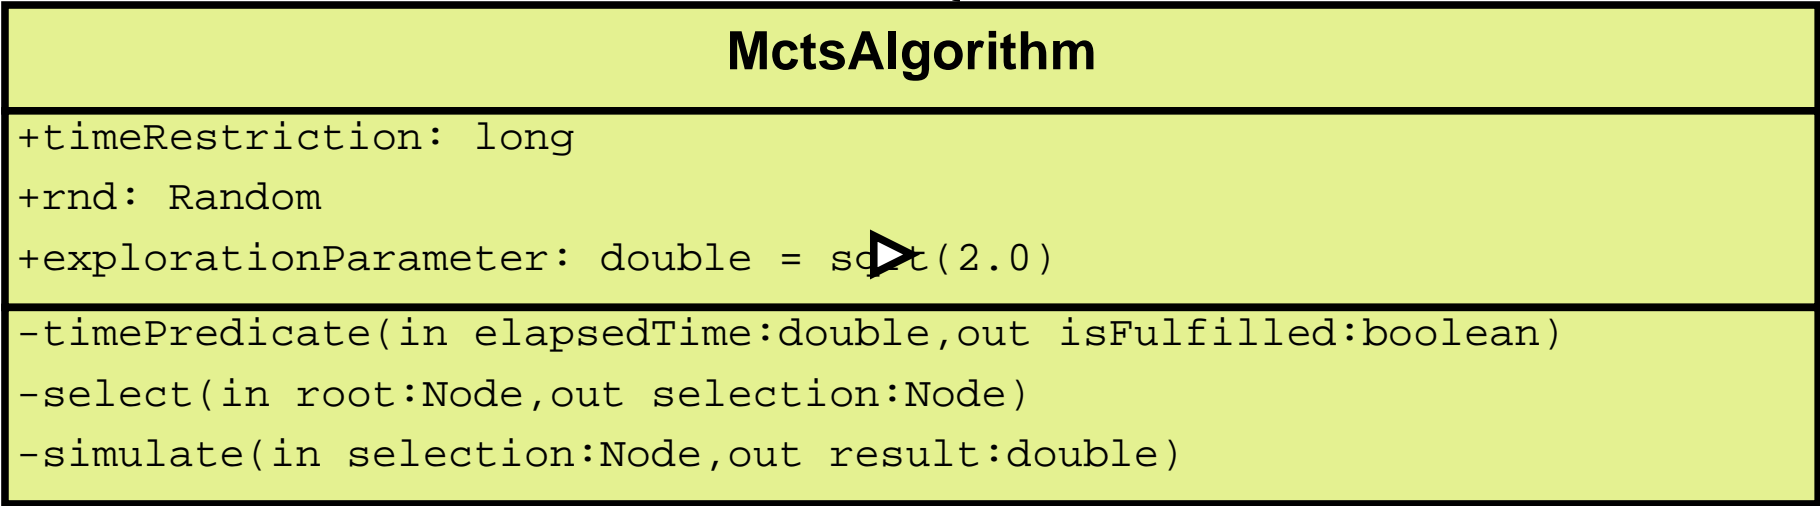 MctsAlgorithm
+timeRestriction: long
+rnd: Random
+explorationParameter: double = sqrt(2.0)
-timePredicate(in elapsedTime:double,out isFulfilled:boolean)
-select(in root:Node,out selection:Node)
-simulate(in selection:Node,out result:double)